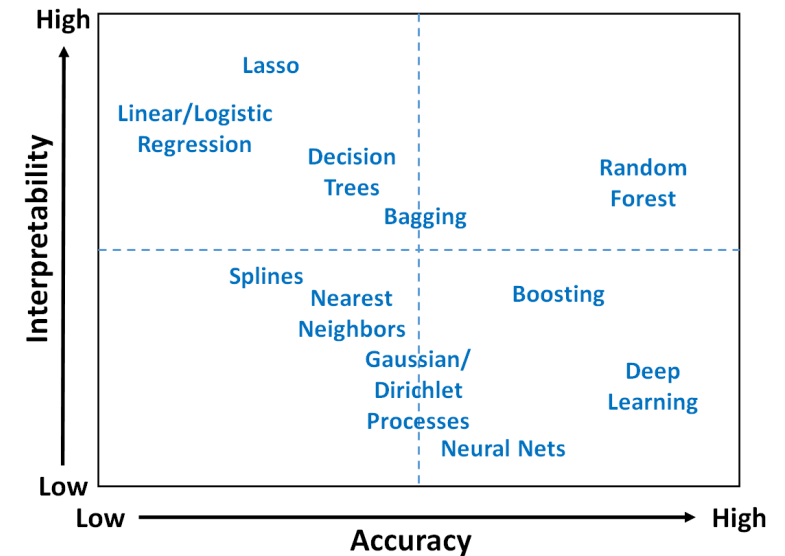 High
Lasso
Linear/Logistic
Regression
Decision
Trees
Random
Forest
Bagging
Interpretability
Splines
Nearest
Neighbors
Boosting
Gaussian/
Dirichlet
Processes
Deep
Learning
Neural Nets
Low
Low
High
Accuracy